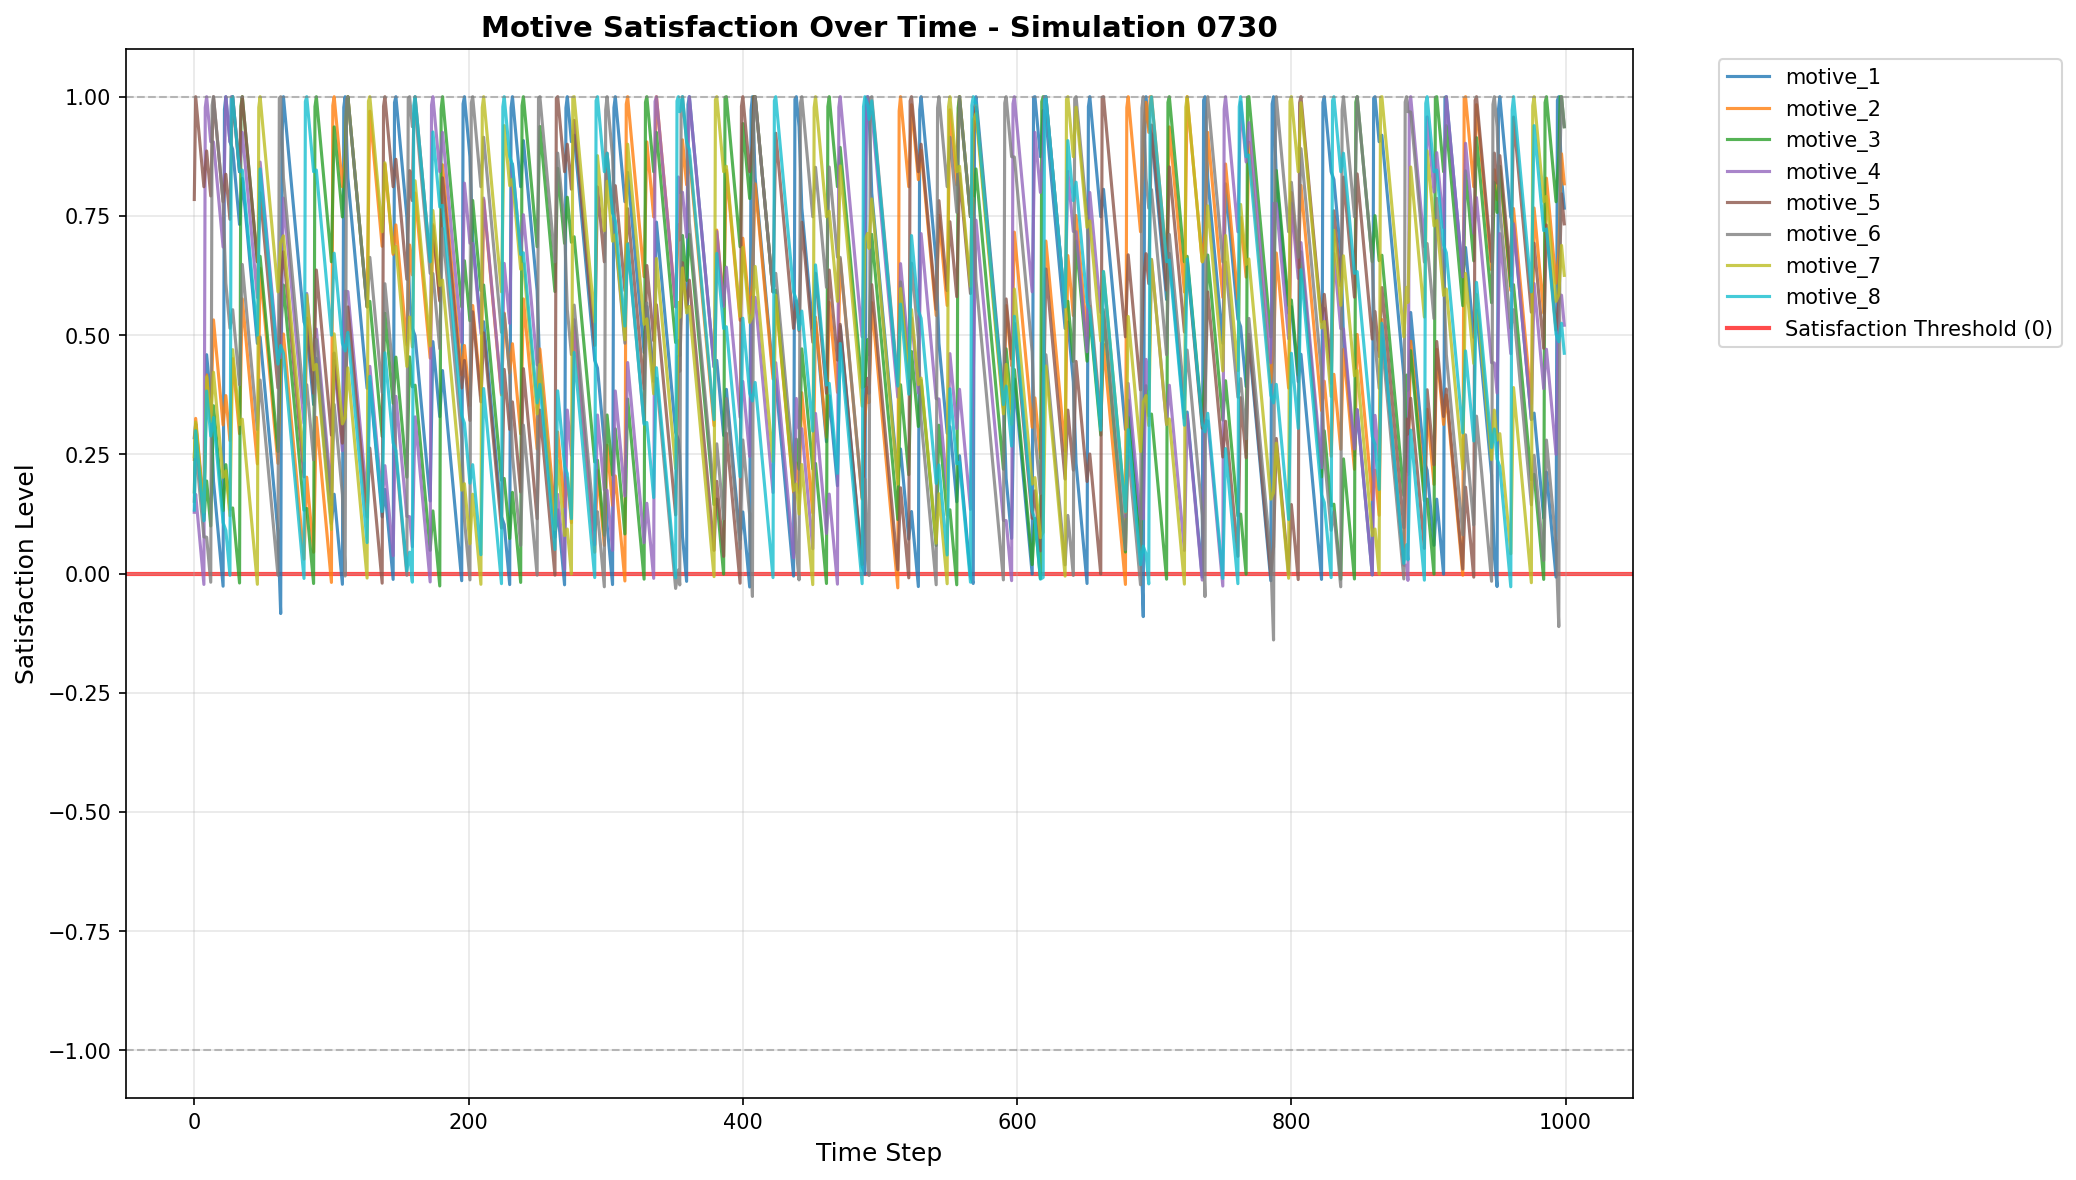 Motive Satisfaction Over Time - Simulation 0730
Satisfaction Level
1.00
0.75
0.50
0.25
0.00
−0.25
−0.50
−0.75
−1.00
0
200
400
600
800
1000
Time Step
motive_1
motive_2
motive_3
motive_4
motive_5
motive_6
motive_7
motive_8
Satisfaction Threshold (0)